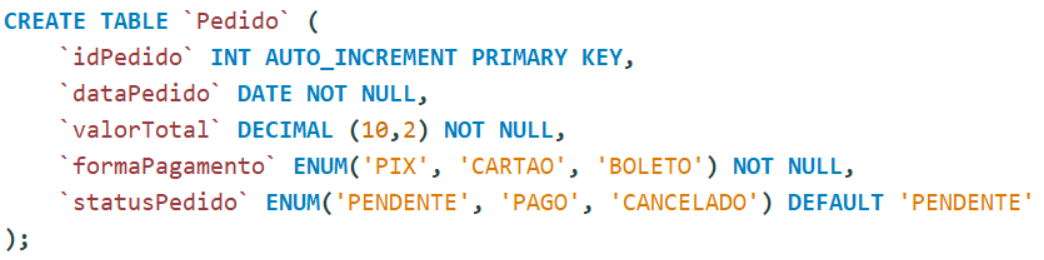 CREATE TABLE `Pedido` (
    `idPedido` INT AUTO_INCREMENT PRIMARY KEY,
    `dataPedido` DATE NOT NULL,
    `valorTotal` DECIMAL (10,2) NOT NULL,
    `formaPagamento` ENUM('PIX', 'CARTAO', 'BOLETO') NOT NULL,
    `statusPedido` ENUM('PENDENTE', 'PAGO', 'CANCELADO') DEFAULT 'PENDENTE'
);